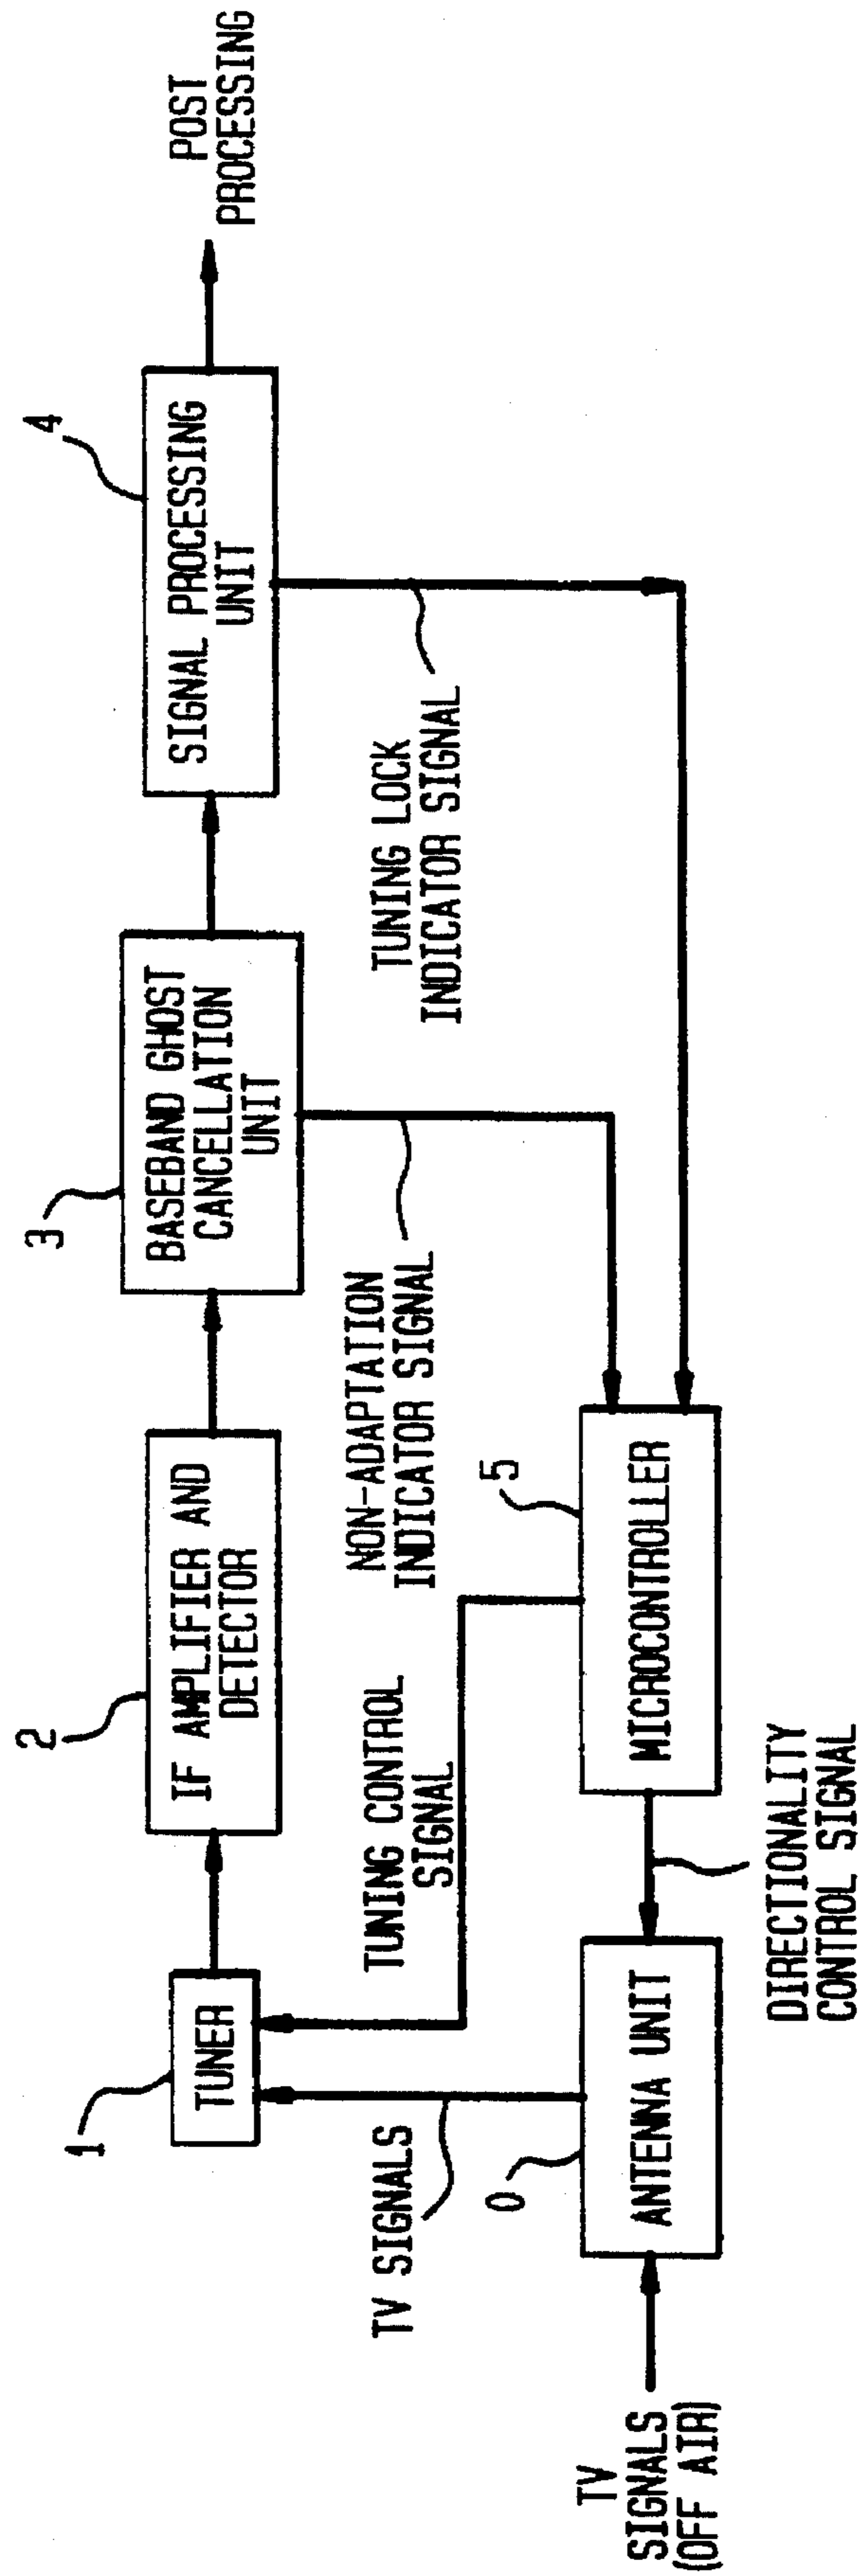 1
TUNER
2
IF AMPLIFIER AND
DETECTOR
3
BASEBAND GHOST
CANCELLATION
UNIT
4
SIGNAL PROCESSING
UNIT
POST
PROCESSING
TV SIGNALS
TUNING CONTROL
SIGNAL
NON-ADAPTATION
INDICATOR SIGNAL
TUNING LOCK
INDICATOR SIGNAL
TV
SIGNALS
(OFF AIR)
0
ANTENNA UNIT
DIRECTIONALITY
CONTROL SIGNAL
5
MICROCONTROLLER